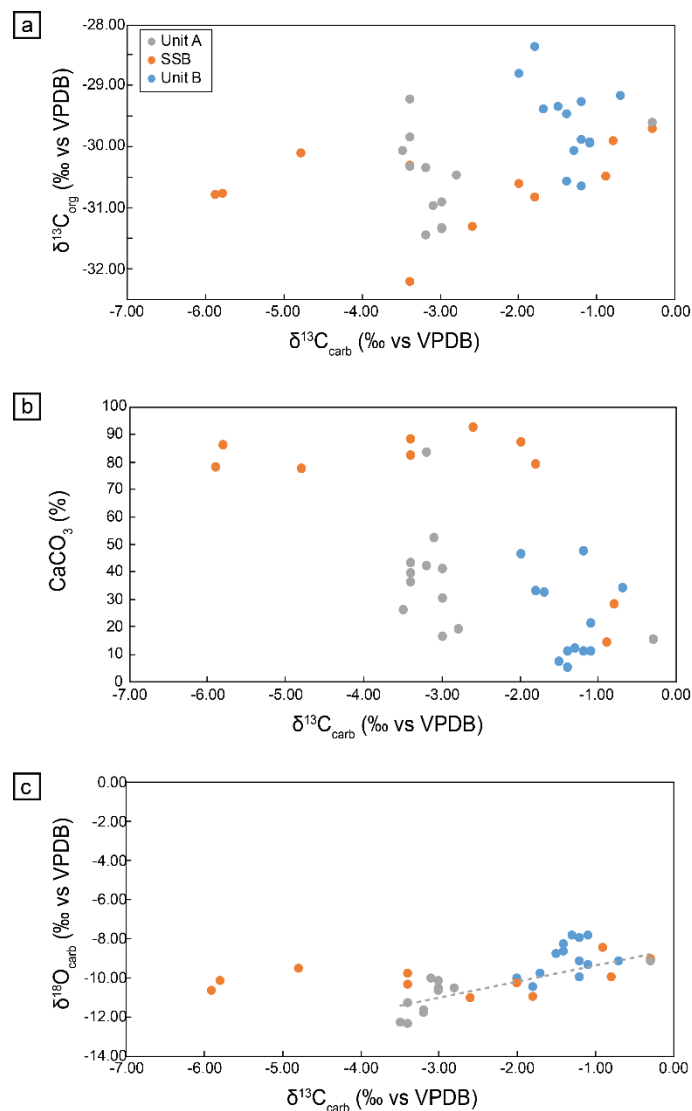 a
-28.00
-29.00
-30.00
-31.00
-32.00
δ¹³C_org (‰ vs VPDB)
Unit A
SSB
Unit B
-7.00 -6.00 -5.00 -4.00 -3.00 -2.00 -1.00 0.00
δ¹³C_carb (‰ vs VPDB)
b
100
90
80
70
60
50
40
30
20
10
0
CaCO₃ (%)
-7.00 -6.00 -5.00 -4.00 -3.00 -2.00 -1.00 0.00
δ¹³C_carb (‰ vs VPDB)
c
0.00
-2.00
-4.00
-6.00
-8.00
-10.00
-12.00
-14.00
δ¹⁸O_carb (‰ vs VPDB)
-7.00 -6.00 -5.00 -4.00 -3.00 -2.00 -1.00 0.00
δ¹³C_carb (‰ vs VPDB)